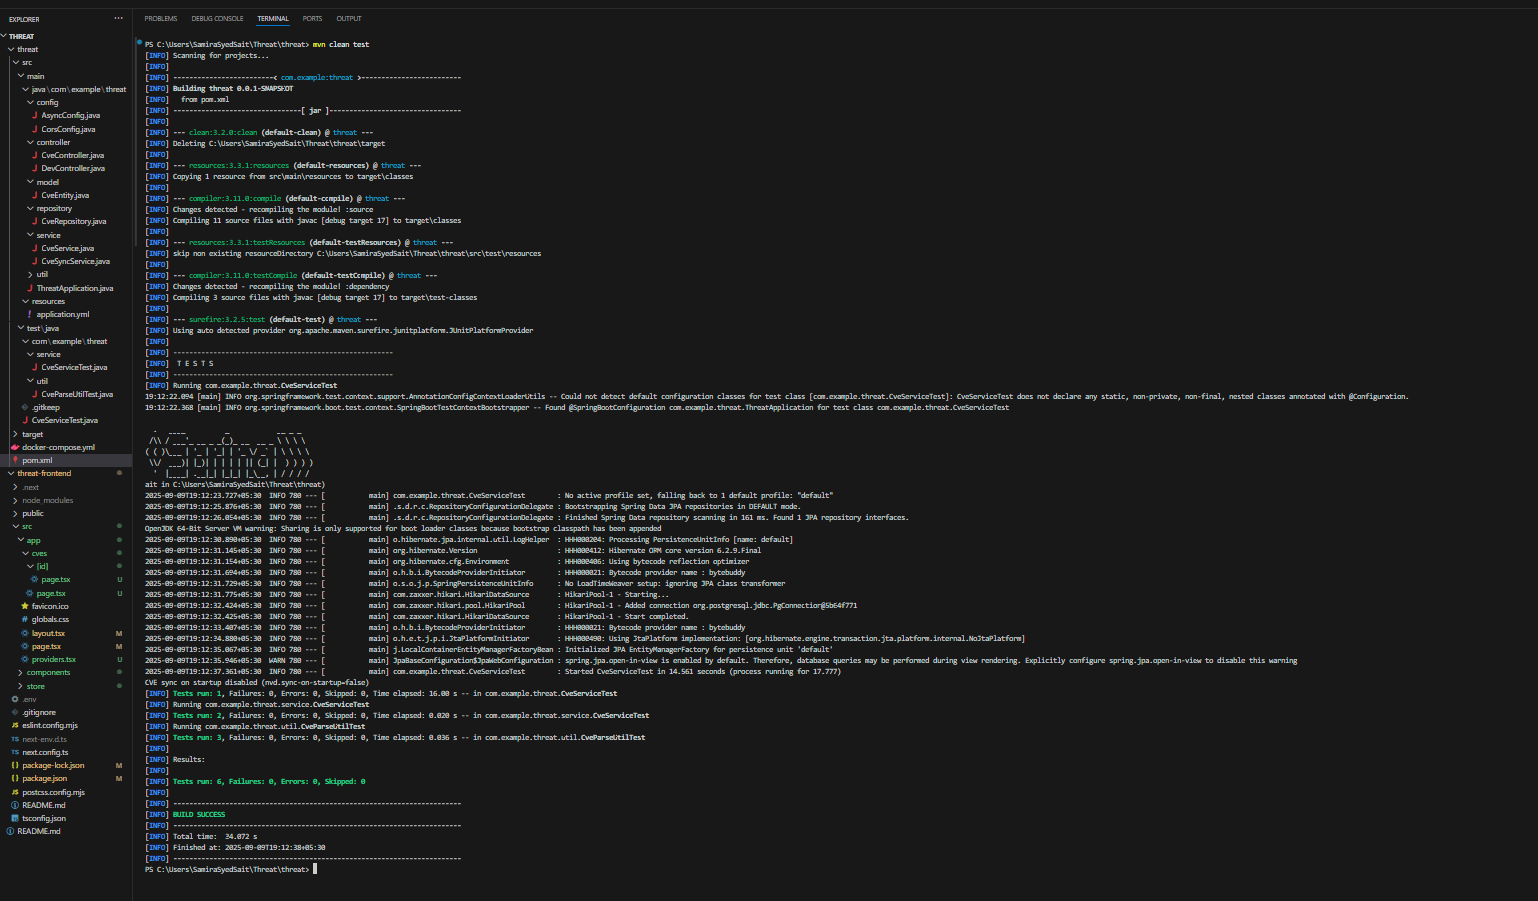 EXPLORER
THREAT
threat
src
main
java\com\example\threat
config
AsyncConfig.java
CorsConfig.java
controller
CveController.java
DevController.java
model
CveEntity.java
repository
CveRepository.java
service
CveService.java
CveSyncService.java
util
ThreatApplication.java
resources
application.yml
test\java
com\example\threat
service
CveServiceTest.java
util
CveParseUtilTest.java
.gitkeep
CveServiceTest.java
target
docker-compose.yml
pom.xml
threat-frontend
.next
node_modules
public
src
app
cves
[id]
page.tsx U
page.tsx U
favicon.ico
globals.css
layout.tsx M
page.tsx M
providers.tsx U
components
store
.env
.gitignore
eslint.config.mjs
next-env.d.ts
next.config.ts
package-lock.json M
package.json M
postcss.config.mjs
README.md
tsconfig.json
README.md
PROBLEMS DEBUG CONSOLE TERMINAL PORTS OUTPUT
PS C:\Users\SamiraSyedSait\Threat\threat> mvn clean test
[INFO] Scanning for projects...
[INFO]
[INFO] -------------------------< com.example:threat >-------------------------
[INFO] Building threat 0.0.1-SNAPSHOT
[INFO]   from pom.xml
[INFO] --------------------------------[ jar ]---------------------------------
[INFO]
[INFO] --- clean:3.2.0:clean (default-clean) @ threat ---
[INFO] Deleting C:\Users\SamiraSyedSait\Threat\threat\target
[INFO]
[INFO] --- resources:3.3.1:resources (default-resources) @ threat ---
[INFO] Copying 1 resource from src\main\resources to target\classes
[INFO]
[INFO] --- compiler:3.11.0:compile (default-compile) @ threat ---
[INFO] Changes detected - recompiling the module! :source
[INFO] Compiling 11 source files with javac [debug target 17] to target\classes
[INFO]
[INFO] --- resources:3.3.1:testResources (default-testResources) @ threat ---
[INFO] skip non existing resourceDirectory C:\Users\SamiraSyedSait\Threat\threat\src\test\resources
[INFO]
[INFO] --- compiler:3.11.0:testCompile (default-testCompile) @ threat ---
[INFO] Changes detected - recompiling the module! :dependency
[INFO] Compiling 3 source files with javac [debug target 17] to target\test-classes
[INFO]
[INFO] --- surefire:3.2.5:test (default-test) @ threat ---
[INFO] Using auto detected provider org.apache.maven.surefire.junitplatform.JUnitPlatformProvider
[INFO]
[INFO] -------------------------------------------------------
[INFO]  T E S T S
[INFO] -------------------------------------------------------
[INFO] Running com.example.threat.CveServiceTest
19:12:22.094 [main] INFO org.springframework.test.context.support.AnnotationConfigContextLoaderUtils -- Could not detect default configuration classes for test class [com.example.threat.CveServiceTest]: CveServiceTest does not declare any static, non-private, non-final, nested classes annotated with @Configuration.
19:12:22.368 [main] INFO org.springframework.boot.test.context.SpringBootTestContextBootstrapper -- Found @SpringBootConfiguration com.example.threat.ThreatApplication for test class com.example.threat.CveServiceTest
ait in C:\Users\SamiraSyedSait\Threat\threat)
2025-09-09T19:12:23.727+05:30  INFO 780 --- [           main] com.example.threat.CveServiceTest        : No active profile set, falling back to 1 default profile: "default"
2025-09-09T19:12:25.876+05:30  INFO 780 --- [           main] .s.d.r.c.RepositoryConfigurationDelegate : Bootstrapping Spring Data JPA repositories in DEFAULT mode.
2025-09-09T19:12:26.054+05:30  INFO 780 --- [           main] .s.d.r.c.RepositoryConfigurationDelegate : Finished Spring Data repository scanning in 161 ms. Found 1 JPA repository interfaces.
OpenJDK 64-Bit Server VM warning: Sharing is only supported for boot loader classes because bootstrap classpath has been appended
2025-09-09T19:12:30.890+05:30  INFO 780 --- [           main] o.hibernate.jpa.internal.util.LogHelper  : HHH000204: Processing PersistenceUnitInfo [name: default]
2025-09-09T19:12:31.145+05:30  INFO 780 --- [           main] org.hibernate.Version                    : HHH000412: Hibernate ORM core version 6.2.9.Final
2025-09-09T19:12:31.154+05:30  INFO 780 --- [           main] org.hibernate.cfg.Environment            : HHH000406: Using bytecode reflection optimizer
2025-09-09T19:12:31.694+05:30  INFO 780 --- [           main] o.h.b.i.BytecodeProviderInitiator        : HHH000021: Bytecode provider name : bytebuddy
2025-09-09T19:12:31.729+05:30  INFO 780 --- [           main] o.s.o.j.p.SpringPersistenceUnitInfo      : No LoadTimeWeaver setup: ignoring JPA class transformer
2025-09-09T19:12:31.775+05:30  INFO 780 --- [           main] com.zaxxer.hikari.HikariDataSource       : HikariPool-1 - Starting...
2025-09-09T19:12:32.424+05:30  INFO 780 --- [           main] com.zaxxer.hikari.pool.HikariPool        : HikariPool-1 - Added connection org.postgresql.jdbc.PgConnection@5b64f771
2025-09-09T19:12:32.425+05:30  INFO 780 --- [           main] com.zaxxer.hikari.HikariDataSource       : HikariPool-1 - Start completed.
2025-09-09T19:12:33.407+05:30  INFO 780 --- [           main] o.h.b.i.BytecodeProviderInitiator        : HHH000021: Bytecode provider name : bytebuddy
2025-09-09T19:12:34.880+05:30  INFO 780 --- [           main] o.h.e.t.j.p.i.JtaPlatformInitiator       : HHH000490: Using JtaPlatform implementation: [org.hibernate.engine.transaction.jta.platform.internal.NoJtaPlatform]
2025-09-09T19:12:35.067+05:30  INFO 780 --- [           main] j.LocalContainerEntityManagerFactoryBean : Initialized JPA EntityManagerFactory for persistence unit 'default'
2025-09-09T19:12:35.946+05:30  WARN 780 --- [           main] JpaBaseConfiguration$JpaWebConfiguration : spring.jpa.open-in-view is enabled by default. Therefore, database queries may be performed during view rendering. Explicitly configure spring.jpa.open-in-view to disable this warning
2025-09-09T19:12:37.361+05:30  INFO 780 --- [           main] com.example.threat.CveServiceTest        : Started CveServiceTest in 14.561 seconds (process running for 17.777)
CVE sync on startup disabled (nvd.sync-on-startup=false)
[INFO] Tests run: 1, Failures: 0, Errors: 0, Skipped: 0, Time elapsed: 16.00 s -- in com.example.threat.CveServiceTest
[INFO] Running com.example.threat.service.CveServiceTest
[INFO] Tests run: 2, Failures: 0, Errors: 0, Skipped: 0, Time elapsed: 0.020 s -- in com.example.threat.service.CveServiceTest
[INFO] Running com.example.threat.util.CveParseUtilTest
[INFO] Tests run: 3, Failures: 0, Errors: 0, Skipped: 0, Time elapsed: 0.036 s -- in com.example.threat.util.CveParseUtilTest
[INFO]
[INFO] Results:
[INFO]
[INFO] Tests run: 6, Failures: 0, Errors: 0, Skipped: 0
[INFO]
[INFO] ------------------------------------------------------------------------
[INFO] BUILD SUCCESS
[INFO] ------------------------------------------------------------------------
[INFO] Total time:  34.072 s
[INFO] Finished at: 2025-09-09T19:12:38+05:30
[INFO] ------------------------------------------------------------------------
PS C:\Users\SamiraSyedSait\Threat\threat>